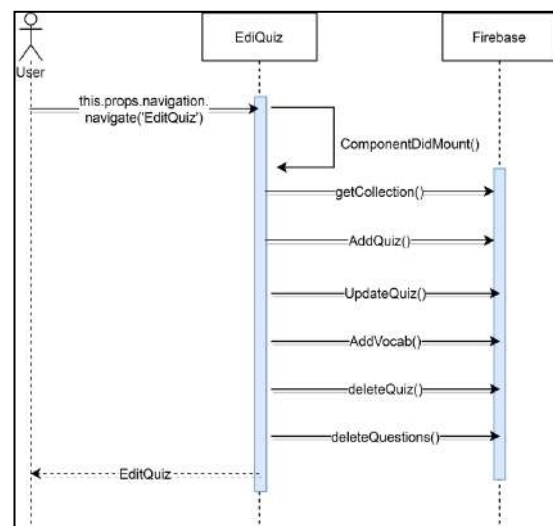 EdiQuiz
Firebase
User
this.props.navigation.
navigate('EditQuiz')
ComponentDidMount()
getCollection()
AddQuiz()
UpdateQuiz()
AddVocab()
deleteQuiz()
deleteQuestions()
EditQuiz